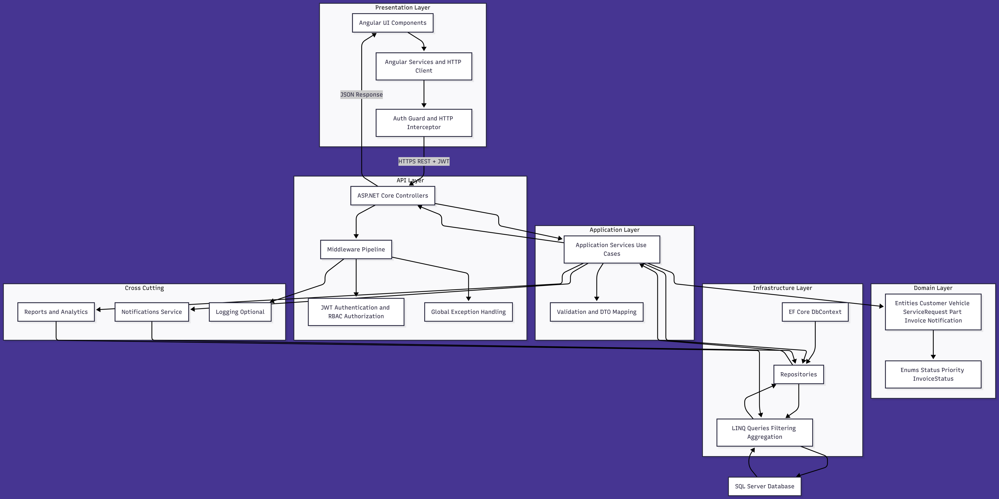 Presentation Layer
Angular UI Components
Angular Services and HTTP
Client
JSON Response
Auth Guard and HTTP
Interceptor
HTTPS REST + JWT
API Layer
ASP.NET Core Controllers
Middleware Pipeline
JWT Authentication and
RBAC Authorization
Global Exception Handling
Application Layer
Application Services Use
Cases
Validation and DTO Mapping
Cross Cutting
Reports and Analytics
Notifications Service
Logging Optional
Infrastructure Layer
EF Core DbContext
Repositories
LINQ Queries Filtering
Aggregation
Domain Layer
Entities Customer Vehicle
ServiceRequest Part
Invoice Notification
Enums Status Priority
InvoiceStatus
SQL Server Database